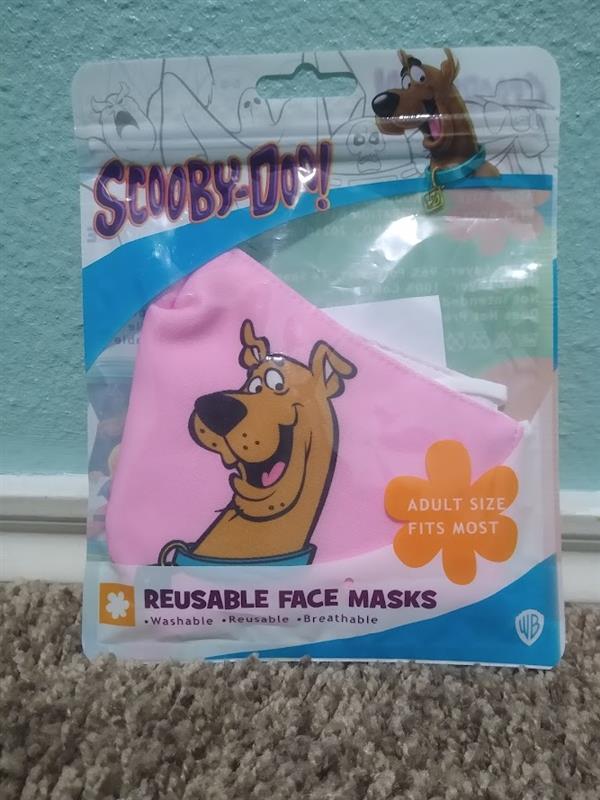 SCOOBY-DOO!
ADULT SIZE
FITS MOST
REUSABLE FACE MASKS
•Washable •Reusable •Breathable
WB